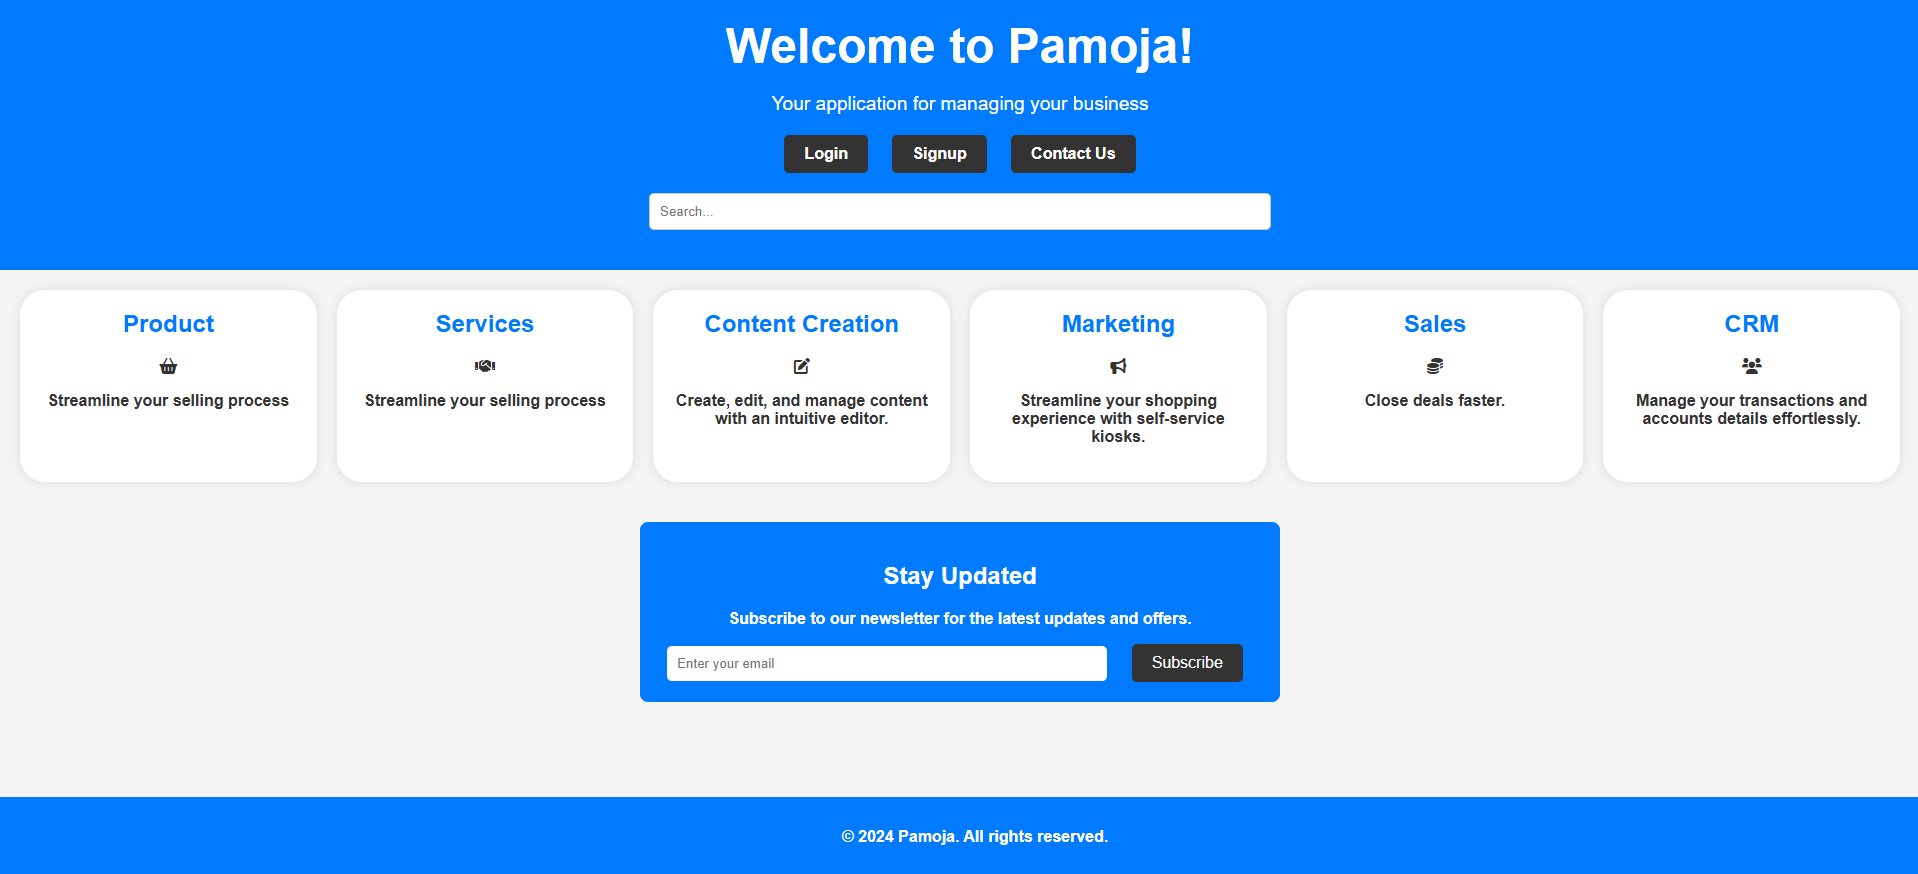 Welcome to Pamoja!
Your application for managing your business
Login
Signup
Contact Us
Search...
Product
Streamline your selling process
Services
Streamline your selling process
Content Creation
Create, edit, and manage content
with an intuitive editor.
Marketing
Streamline your shopping
experience with self-service
kiosks.
Sales
Close deals faster.
CRM
Manage your transactions and
accounts details effortlessly.
Stay Updated
Subscribe to our newsletter for the latest updates and offers.
Enter your email
Subscribe
© 2024 Pamoja. All rights reserved.